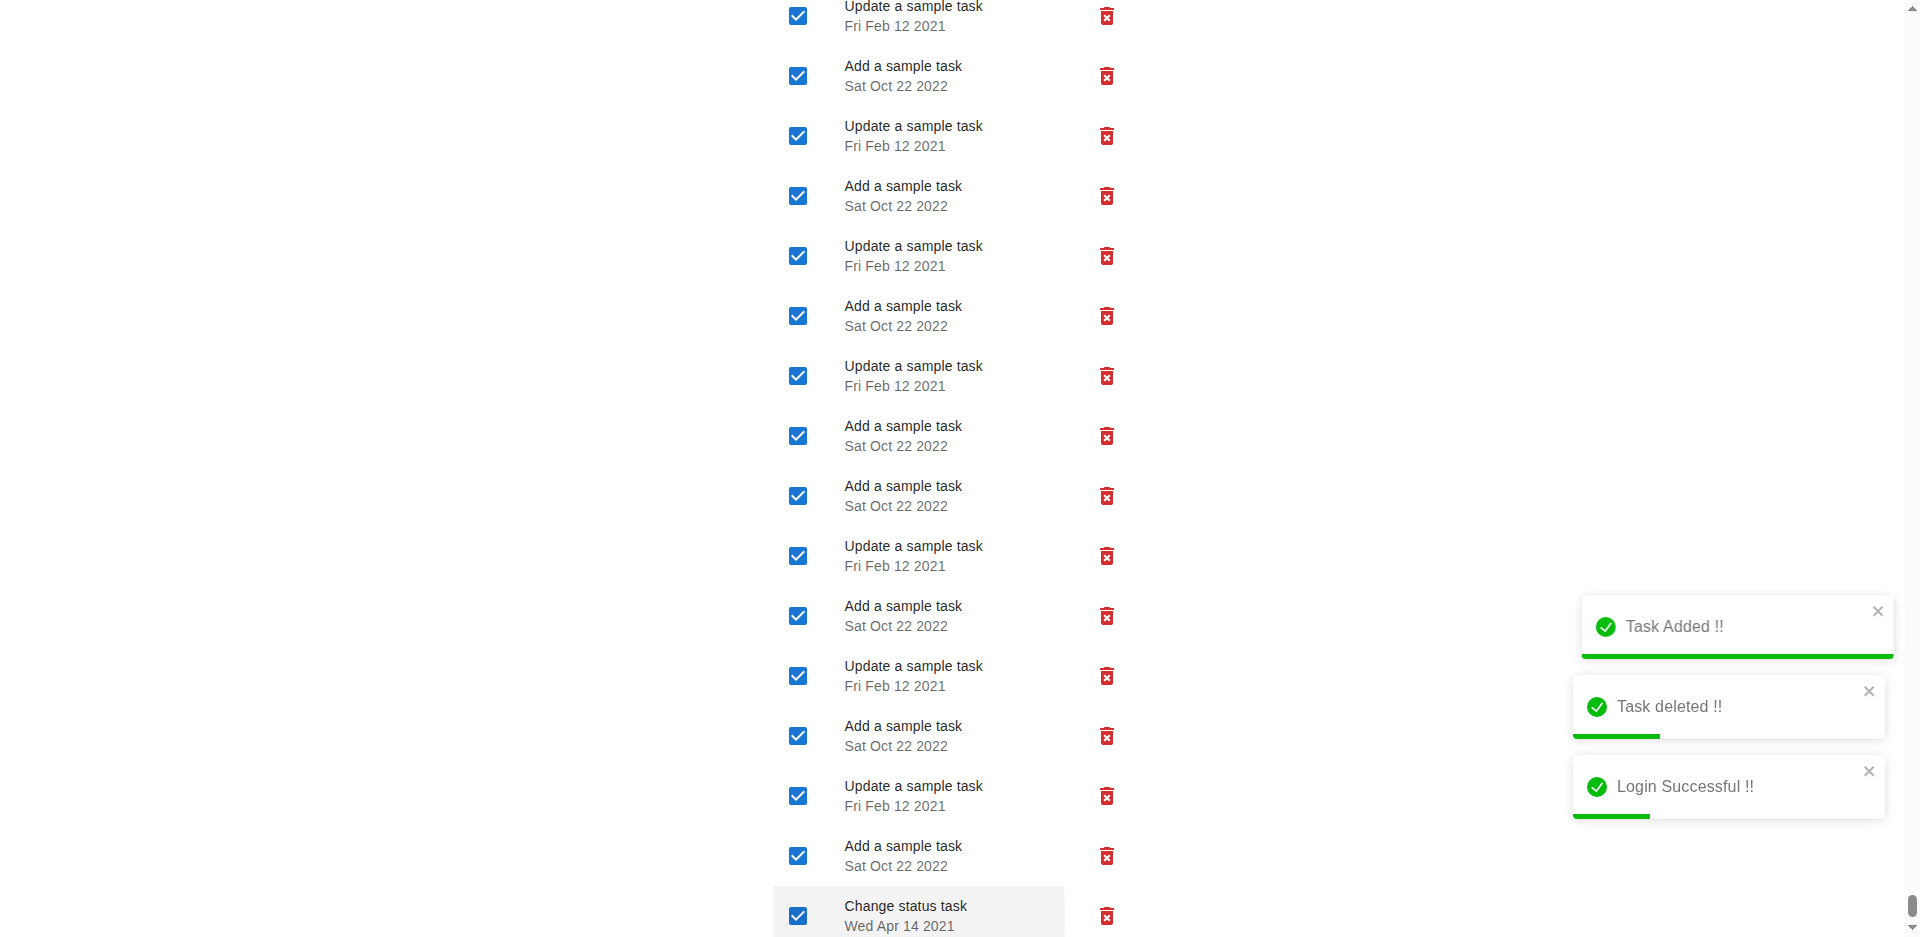 Update a sample task
Fri Feb 12 2021
Add a sample task
Sat Oct 22 2022
Update a sample task
Fri Feb 12 2021
Add a sample task
Sat Oct 22 2022
Update a sample task
Fri Feb 12 2021
Add a sample task
Sat Oct 22 2022
Update a sample task
Fri Feb 12 2021
Add a sample task
Sat Oct 22 2022
Add a sample task
Sat Oct 22 2022
Update a sample task
Fri Feb 12 2021
Add a sample task
Sat Oct 22 2022
Update a sample task
Fri Feb 12 2021
Add a sample task
Sat Oct 22 2022
Update a sample task
Fri Feb 12 2021
Add a sample task
Sat Oct 22 2022
Change status task
Wed Apr 14 2021
Task Added !!
Task deleted !!
Login Successful !!